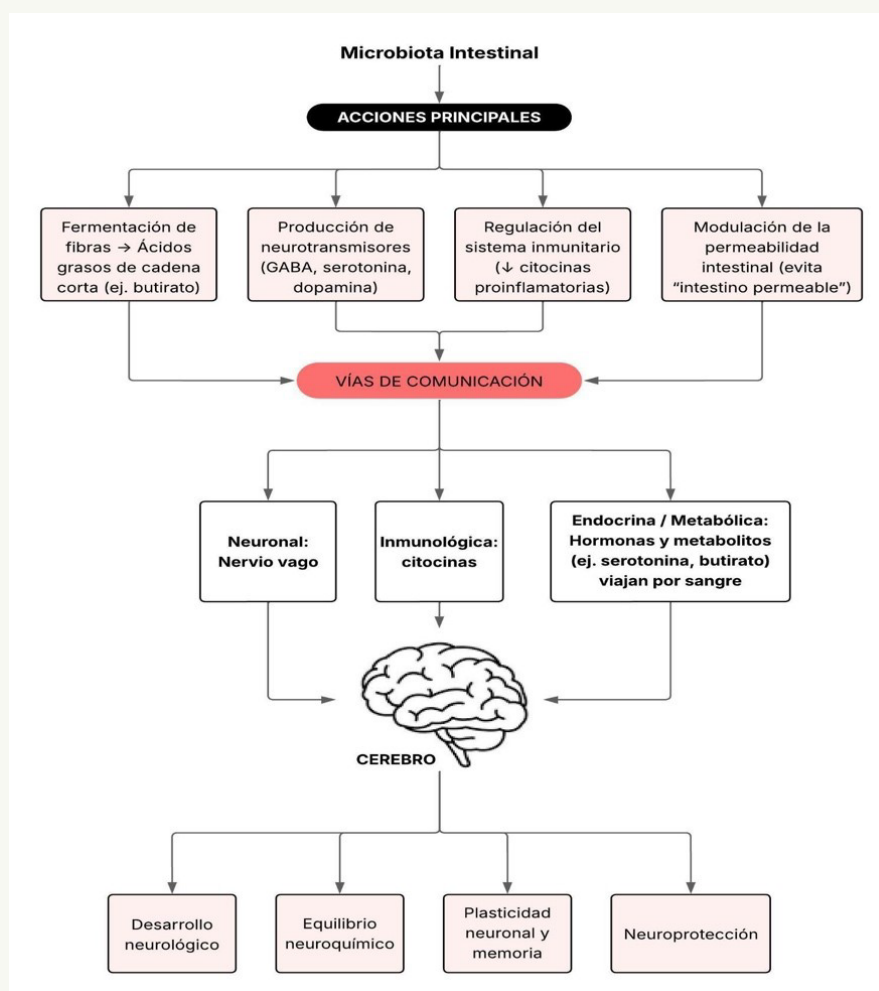 Microbiota Intestinal
ACCIONES PRINCIPALES
Fermentación de
fibras → Ácidos
grasos de cadena
corta (ej. butirato)
Producción de
neurotransmisores
(GABA, serotonina,
dopamina)
Regulación del
sistema inmunitario
(↓ citocinas
proinflamatorias)
Modulación de la
permeabilidad
intestinal (evita
“intestino permeable”)
VÍAS DE COMUNICACIÓN
Neuronal:
Nervio vago
Inmunológica:
citocinas
Endocrina / Metabólica:
Hormonas y metabolitos
(ej. serotonina, butirato)
viajan por sangre
CEREBRO
Desarrollo
neurológico
Equilibrio
neuroquímico
Plasticidad
neuronal y
memoria
Neuroprotección